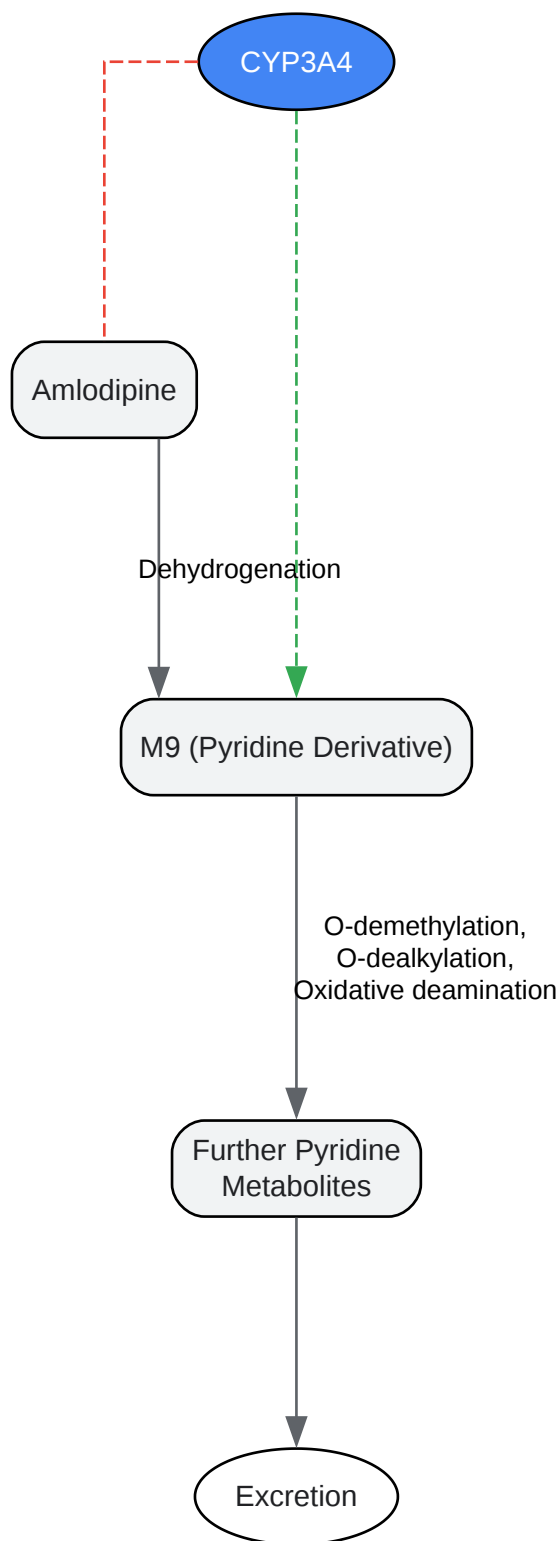 CYP3A4
Amlodipine
Dehydrogenation
M9 (Pyridine Derivative)
O-demethylation,
O-dealkylation,
Oxidative deamination
Further Pyridine
Metabolites
Excretion